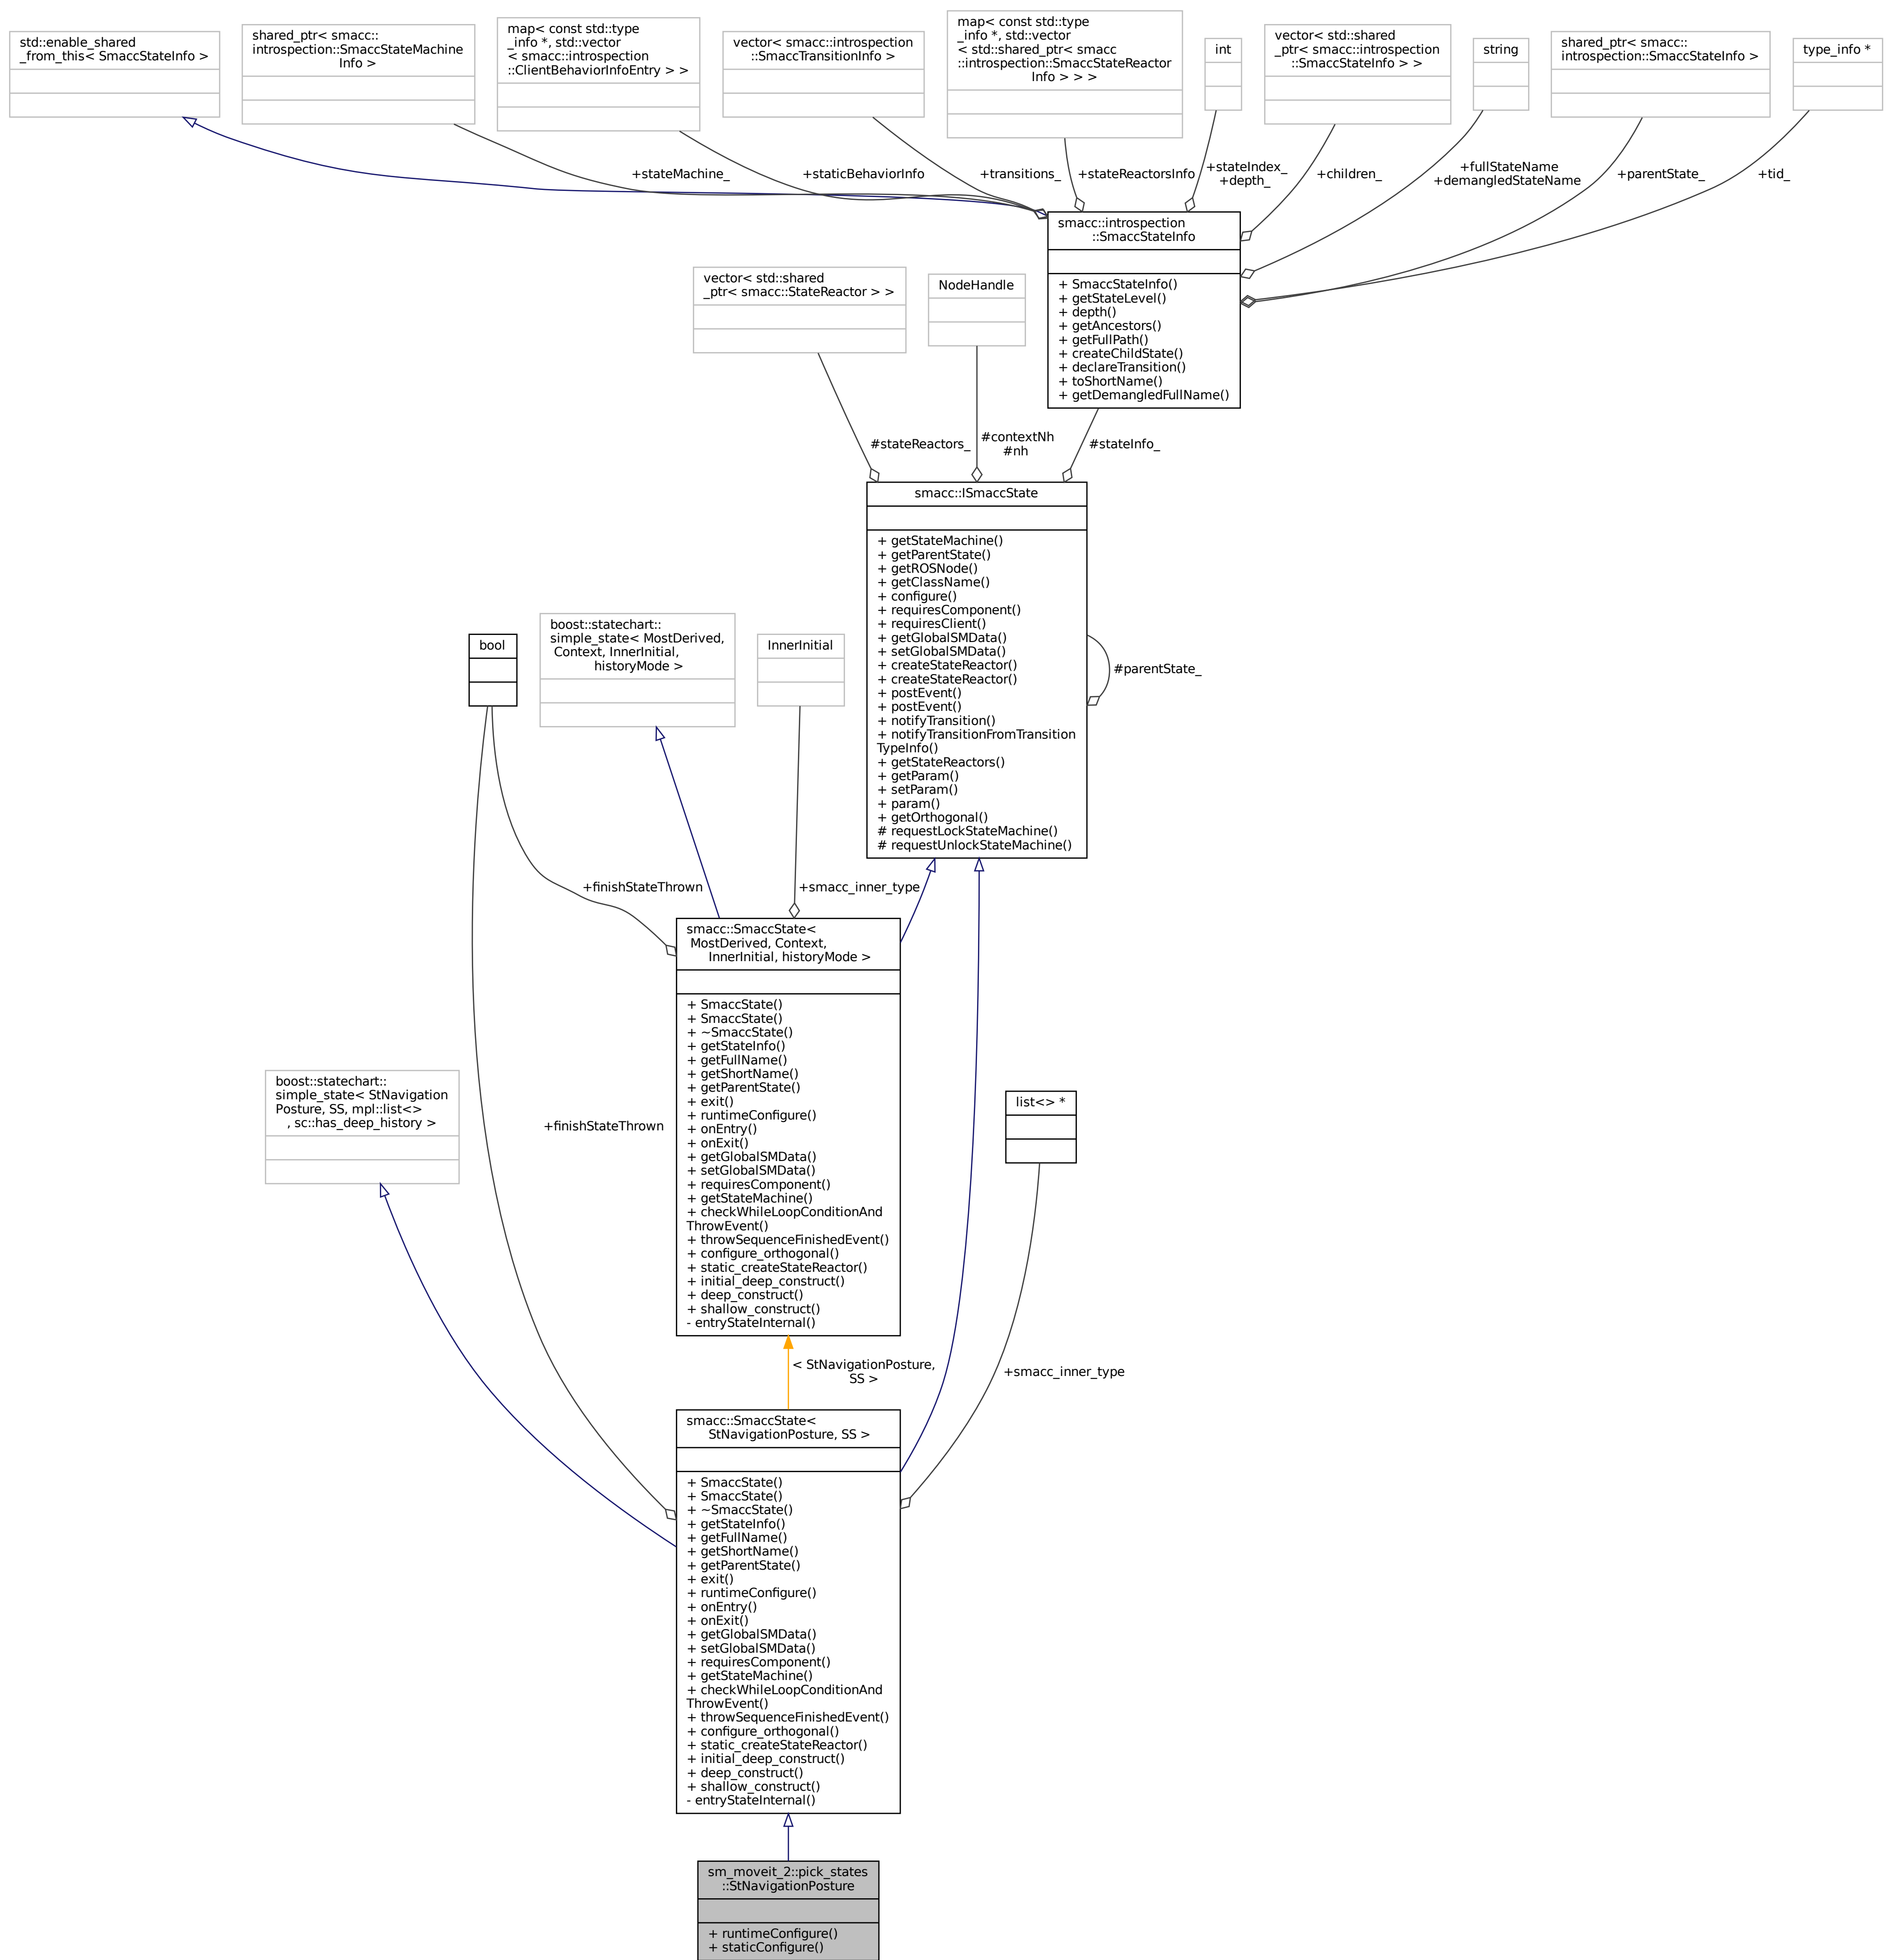 std::enable_shared
_from_this< SmaccStateInfo >
shared_ptr< smacc::
introspection::SmaccStateMachine
Info >
map< const std::type
_info *, std::vector
< smacc::introspection
::ClientBehaviorInfoEntry > >
vector< smacc::introspection
::SmaccTransitionInfo >
map< const std::type
_info *, std::vector
< std::shared_ptr< smacc
::introspection::SmaccStateReactor
Info > > >
int
vector< std::shared
_ptr< smacc::introspection
::SmaccStateInfo > >
string
shared_ptr< smacc::
introspection::SmaccStateInfo >
type_info *
+stateMachine_
+staticBehaviorInfo
+transitions_
+stateReactorsInfo
+stateIndex_
+depth_
+children_
+fullStateName
+demangledStateName
+parentState_
+tid_
smacc::introspection
::SmaccStateInfo
+ SmaccStateInfo()
+ getStateLevel()
+ depth()
+ getAncestors()
+ getFullPath()
+ createChildState()
+ declareTransition()
+ toShortName()
+ getDemangledFullName()
vector< std::shared
_ptr< smacc::StateReactor > >
NodeHandle
#stateReactors_
#contextNh
#nh
#stateInfo_
smacc::ISmaccState
+ getStateMachine()
+ getParentState()
+ getROSNode()
+ getClassName()
+ configure()
+ requiresComponent()
+ requiresClient()
+ getGlobalSMData()
+ setGlobalSMData()
+ createStateReactor()
+ createStateReactor()
+ postEvent()
+ postEvent()
+ notifyTransition()
+ notifyTransitionFromTransition
TypeInfo()
+ getStateReactors()
+ getParam()
+ setParam()
+ param()
+ getOrthogonal()
# requestLockStateMachine()
# requestUnlockStateMachine()
#parentState_
bool
boost::statechart::
simple_state< MostDerived,
Context, InnerInitial,
historyMode >
InnerInitial
+finishStateThrown
+smacc_inner_type
smacc::SmaccState<
MostDerived, Context,
InnerInitial, historyMode >
+ SmaccState()
+ SmaccState()
+ ~SmaccState()
+ getStateInfo()
+ getFullName()
+ getShortName()
+ getParentState()
+ exit()
+ runtimeConfigure()
+ onEntry()
+ onExit()
+ getGlobalSMData()
+ setGlobalSMData()
+ requiresComponent()
+ getStateMachine()
+ checkWhileLoopConditionAnd
ThrowEvent()
+ throwSequenceFinishedEvent()
+ configure_orthogonal()
+ static_createStateReactor()
+ initial_deep_construct()
+ deep_construct()
+ shallow_construct()
- entryStateInternal()
boost::statechart::
simple_state< StNavigation
Posture, SS, mpl::list<>
, sc::has_deep_history >
+finishStateThrown
list<> *
< StNavigationPosture,
SS >
+smacc_inner_type
smacc::SmaccState<
StNavigationPosture, SS >
+ SmaccState()
+ SmaccState()
+ ~SmaccState()
+ getStateInfo()
+ getFullName()
+ getShortName()
+ getParentState()
+ exit()
+ runtimeConfigure()
+ onEntry()
+ onExit()
+ getGlobalSMData()
+ setGlobalSMData()
+ requiresComponent()
+ getStateMachine()
+ checkWhileLoopConditionAnd
ThrowEvent()
+ throwSequenceFinishedEvent()
+ configure_orthogonal()
+ static_createStateReactor()
+ initial_deep_construct()
+ deep_construct()
+ shallow_construct()
- entryStateInternal()
sm_moveit_2::pick_states
::StNavigationPosture
+ runtimeConfigure()
+ staticConfigure()